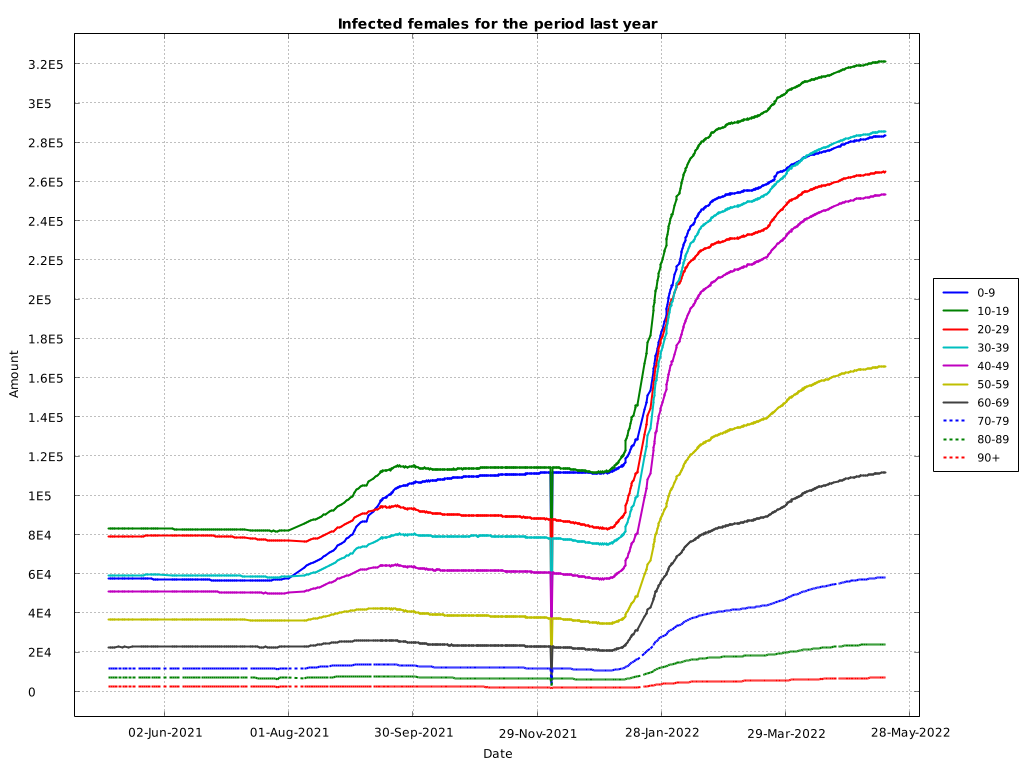 Infected females for the period last year
3.2E5
3E5
2.8E5
2.6E5
2.4E5
2.2E5
2E5
1.8E5
1.6E5
1.4E5
1.2E5
1E5
8E4
6E4
4E4
2E4
0
Amount
02-Jun-2021
01-Aug-2021
30-Sep-2021
29-Nov-2021
28-Jan-2022
29-Mar-2022
28-May-2022
Date
0-9
10-19
20-29
30-39
40-49
50-59
60-69
70-79
80-89
90+